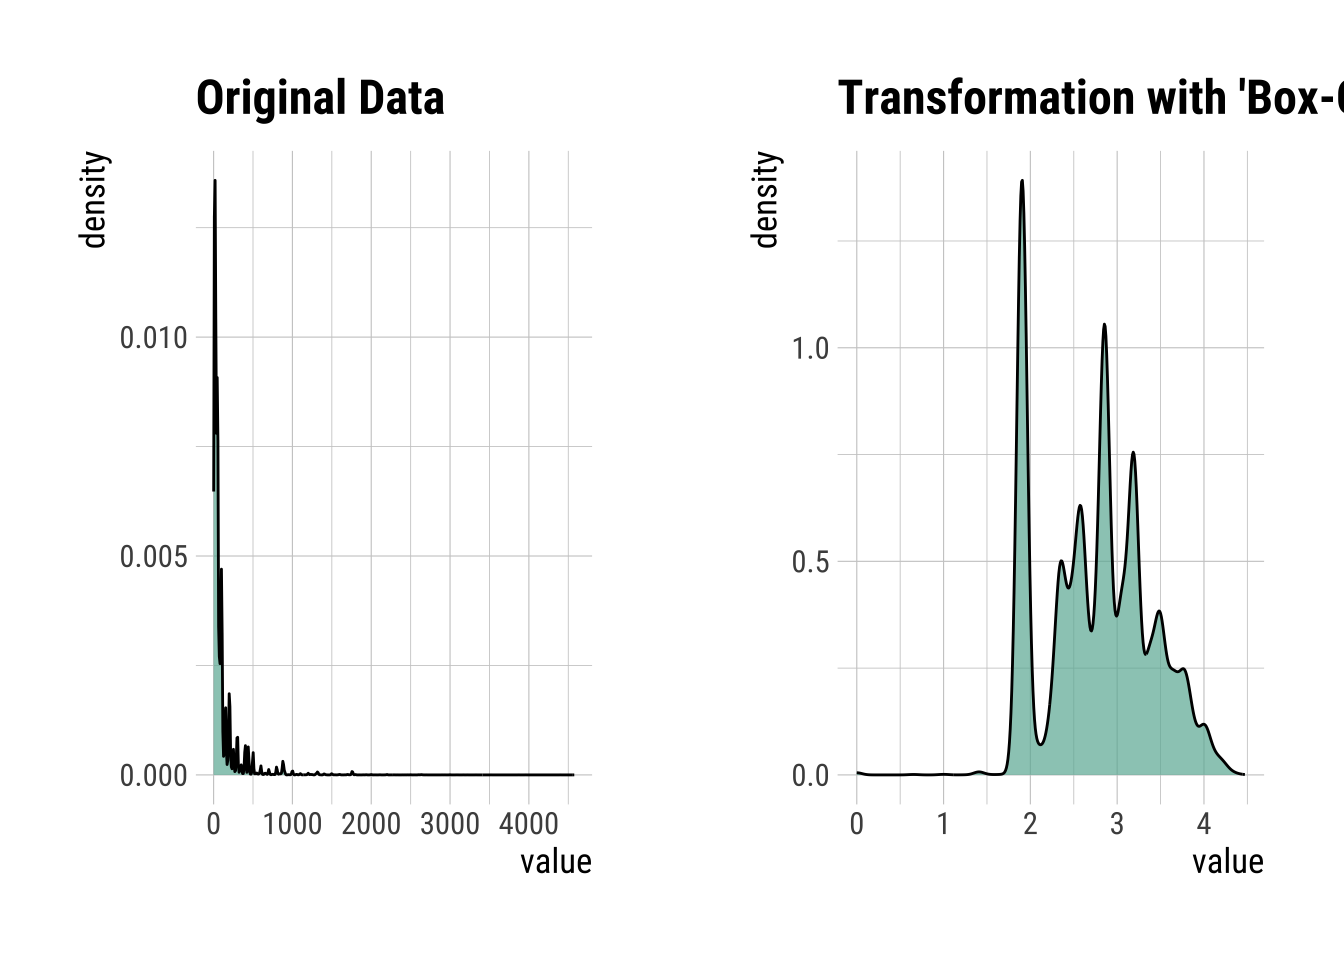 Original Data
density
0.010
0.005
0.000
0 1000 2000 3000 4000
value
Transformation with 'Box-C
density
1.0
0.5
0.0
0 1 2 3 4
value